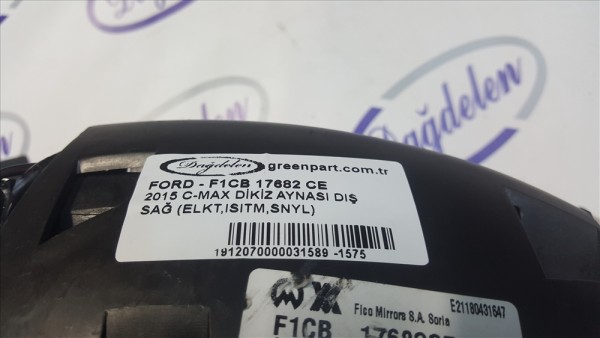 Dağdelen
Dağdelen greenpart.com.tr
FORD - F1CB 17682 CE
2015 C-MAX DİKİZ AYNASI DIŞ
SAĞ (ELKT,ISITM,SNYL)
1912070000031589 -1575
Fico Mirrors S.A. Soria E21180431647
F1CB